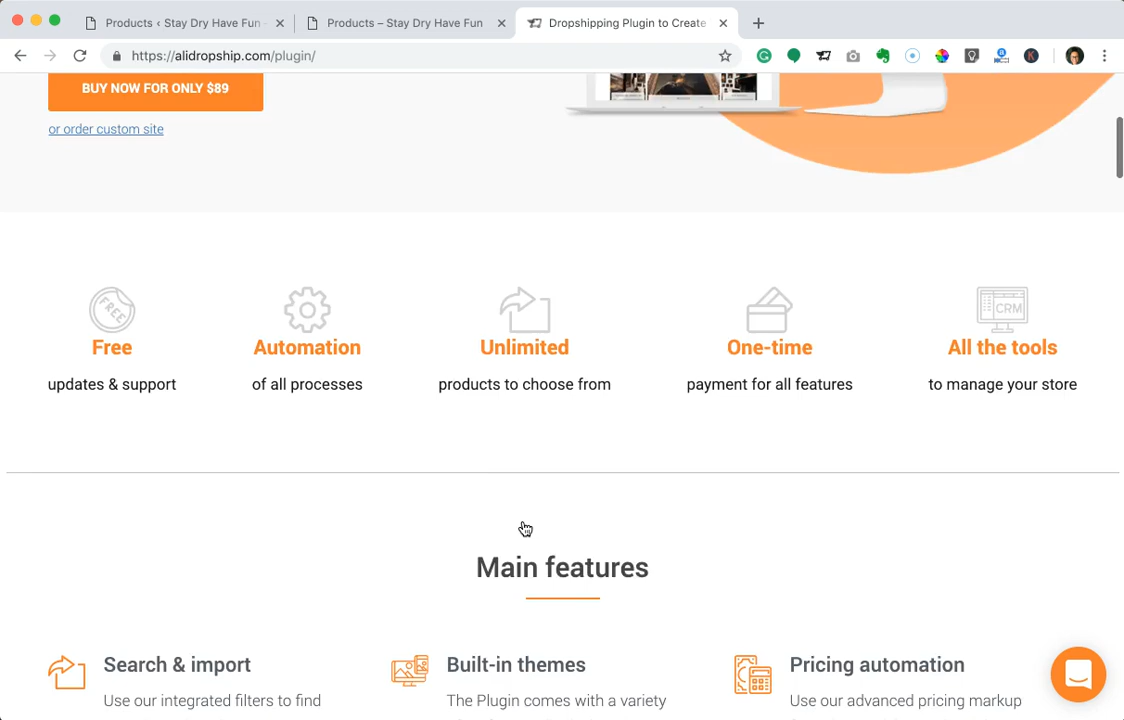 Products ‹ Stay Dry Have Fun
Products – Stay Dry Have Fun
Dropshipping Plugin to Create
https://alidropship.com/plugin/
BUY NOW FOR ONLY $89
or order custom site
FREE
CRM
Free
Automation
Unlimited
One-time
All the tools
updates & support
of all processes
products to choose from
payment for all features
to manage your store
Main features
Search & import
Built-in themes
Pricing automation
Use our integrated filters to find
The Plugin comes with a variety
Use our advanced pricing markup